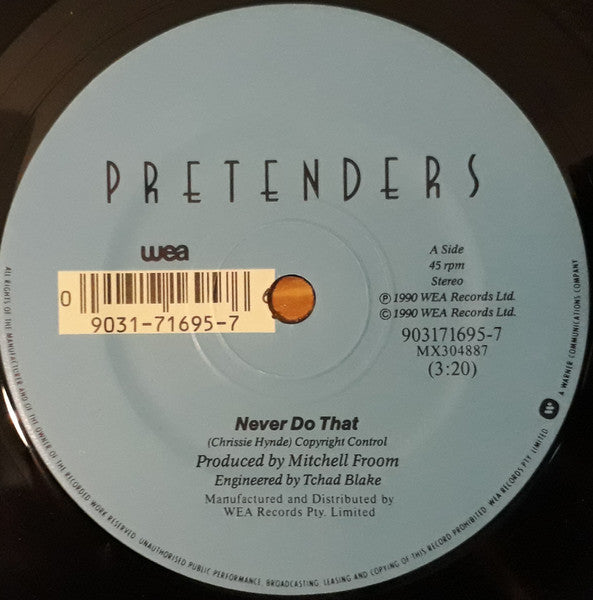 PRETENDERS
wea
A Side
45 rpm
Stereo
Ⓟ 1990 WEA Records Ltd.
© 1990 WEA Records Ltd.
0
9031-71695-7
903171695-7
MX304887
(3:20)
Never Do That
(Chrissie Hynde) Copyright Control
Produced by Mitchell Froom
Engineered by Tchad Blake
Manufactured and Distributed by
WEA Records Pty. Limited
ALL RIGHTS OF THE MANUFACTURER AND OF THE OWNER OF THE RECORDED WORK RESERVED. UNAUTHORISED PUBLIC PERFORMANCE, BROADCASTING, LEASING AND COPYING OF THIS RECORD PROHIBITED. WEA RECORDS PTY. LIMITED
A WARNER COMMUNICATIONS COMPANY